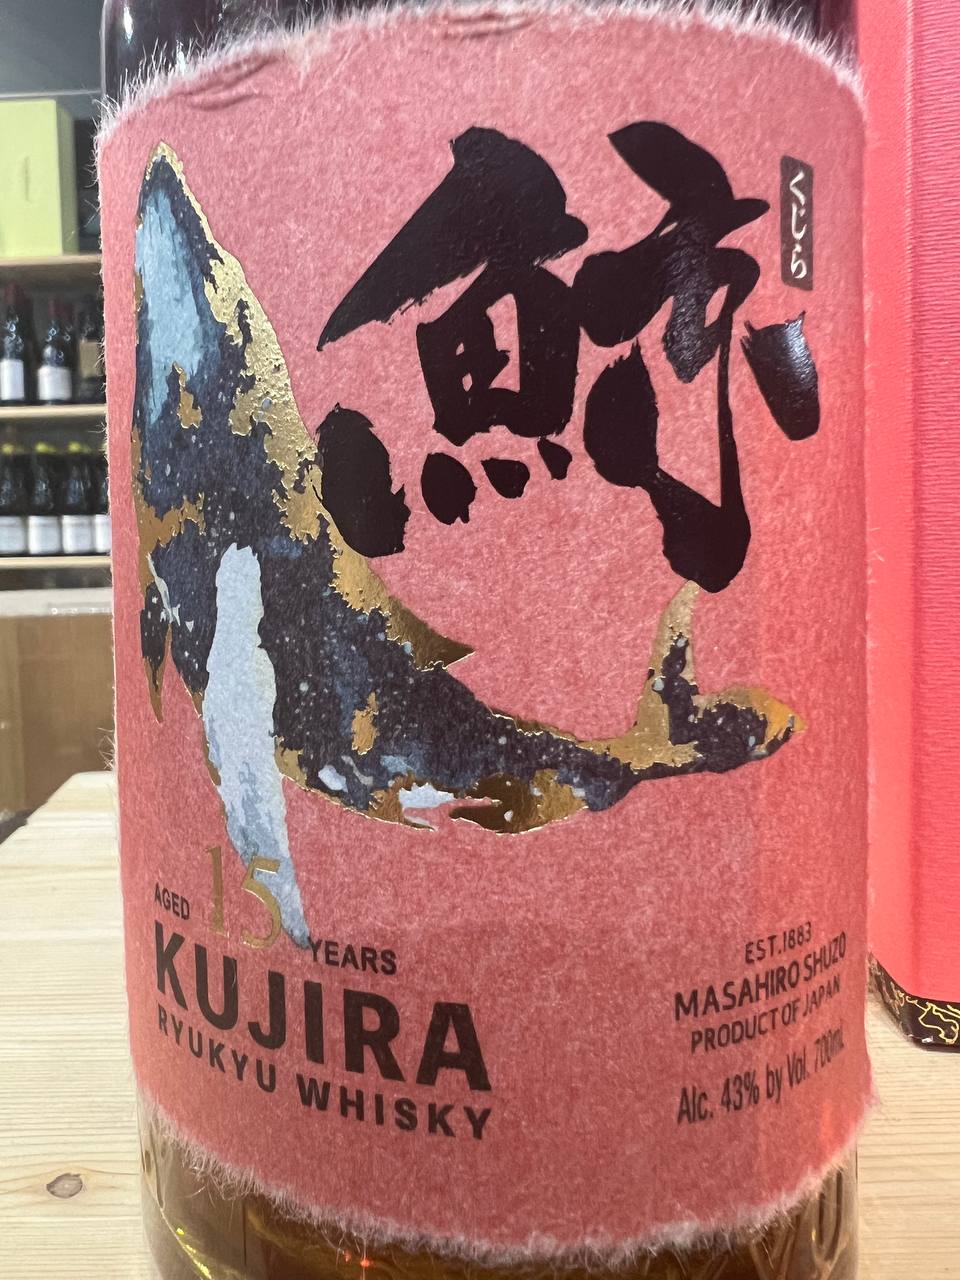 鯨
くじら
AGED 15 YEARS
KUJIRA
RYUKYU WHISKY
EST.1883
MASAHIRO SHUZO
PRODUCT OF JAPAN
Alc. 43% by Vol. 700mL